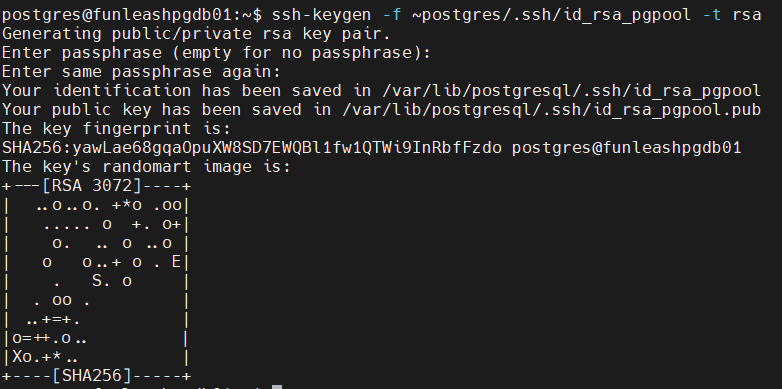 postgres@funleashpgdb01:~$ ssh-keygen -f ~postgres/.ssh/id_rsa_pgpool -t rsa
Generating public/private rsa key pair.
Enter passphrase (empty for no passphrase):
Enter same passphrase again:
Your identification has been saved in /var/lib/postgresql/.ssh/id_rsa_pgpool
Your public key has been saved in /var/lib/postgresql/.ssh/id_rsa_pgpool.pub
The key fingerprint is:
SHA256:yawLae68gqaOpuXW8SD7EWQBl1fw1QTWi9InRbfFzdo postgres@funleashpgdb01
The key's randomart image is:
+---[RSA 3072]----+
|  ..o..o. +*o .oo|
|   ..... o  +. o+|
|    o.  .. o ..o |
|   o   o..+ o . E|
|    .   S. o     |
|  . oo .         |
| ..+=+.          |
|o=++.o..         |
|Xo.+*..          |
+----[SHA256]-----+